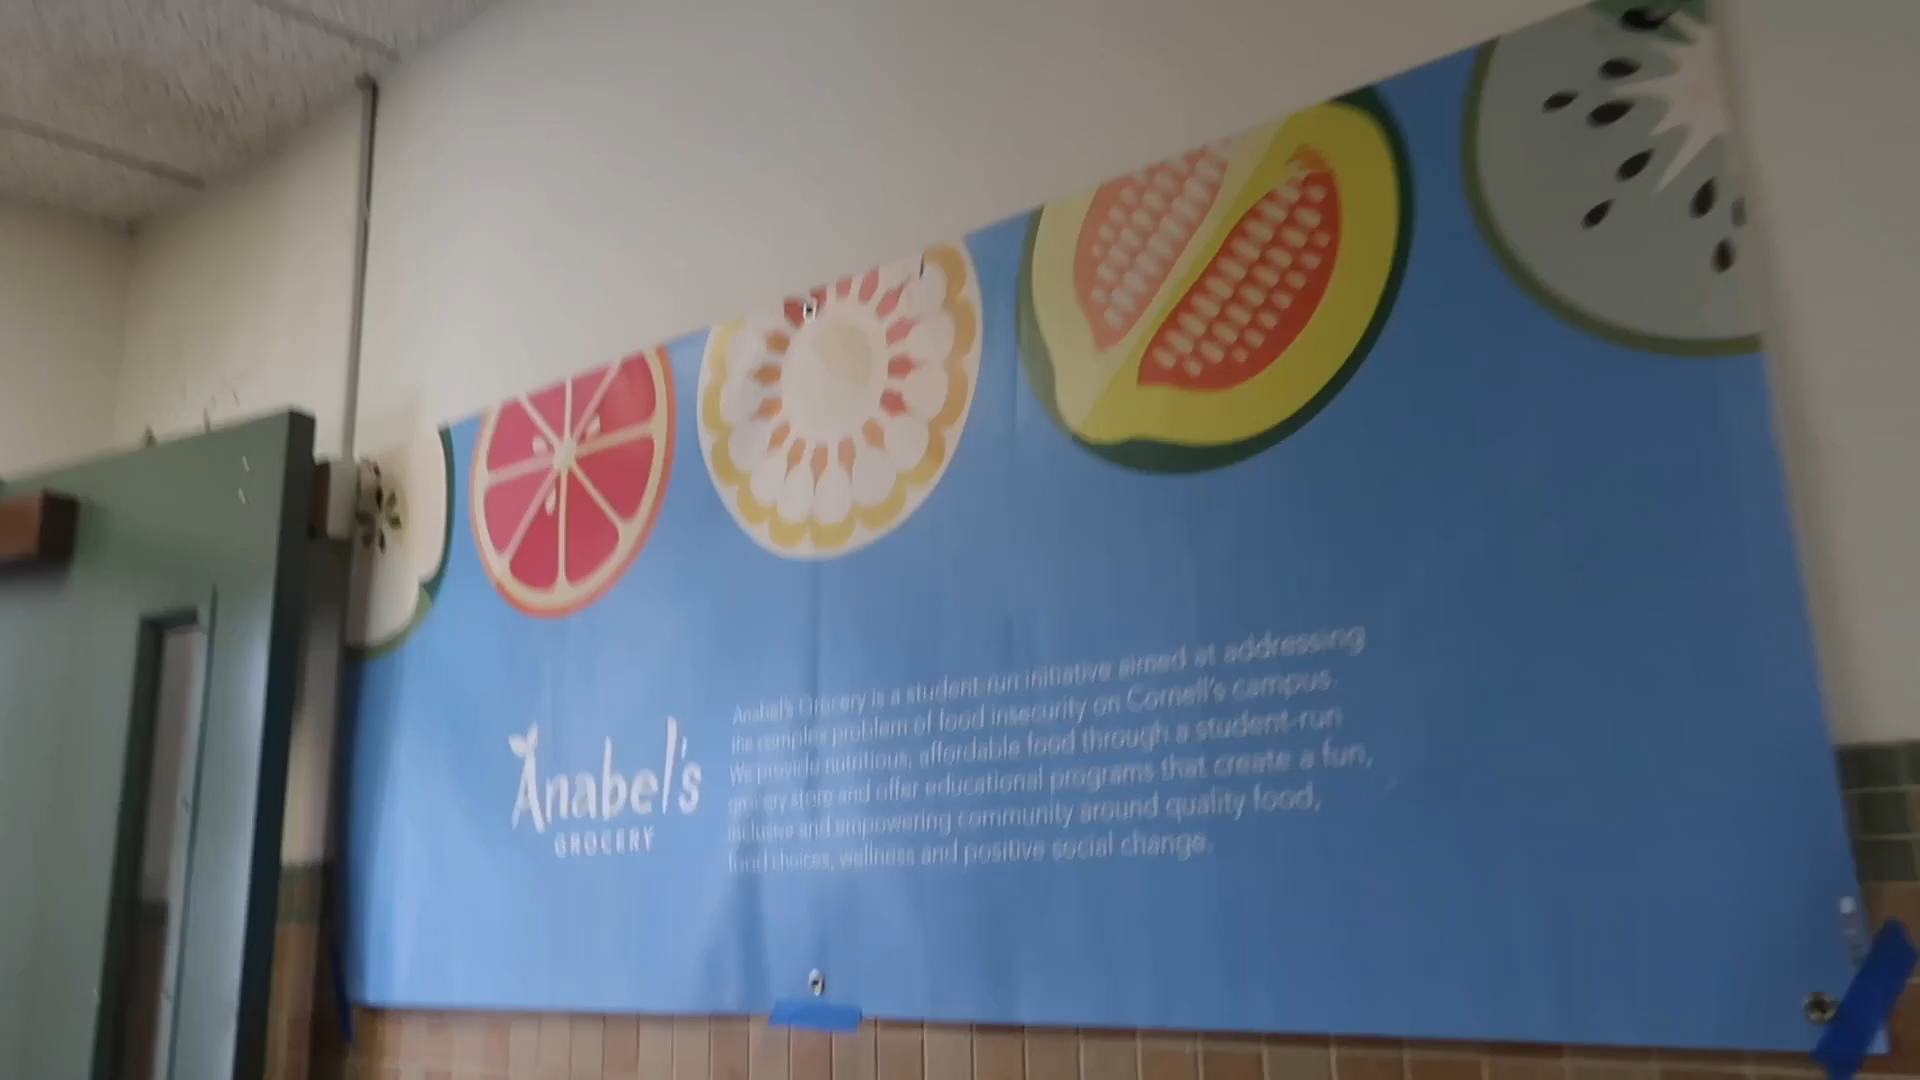 Anabel's
GROCERY
Anabel's Grocery is a student-run initiative aimed at addressing
the complex problem of food insecurity on Cornell's campus.
We provide nutritious, affordable food through a student-run
grocery store and offer educational programs that create a fun,
inclusive and empowering community around quality food,
food choices, wellness and positive social change.